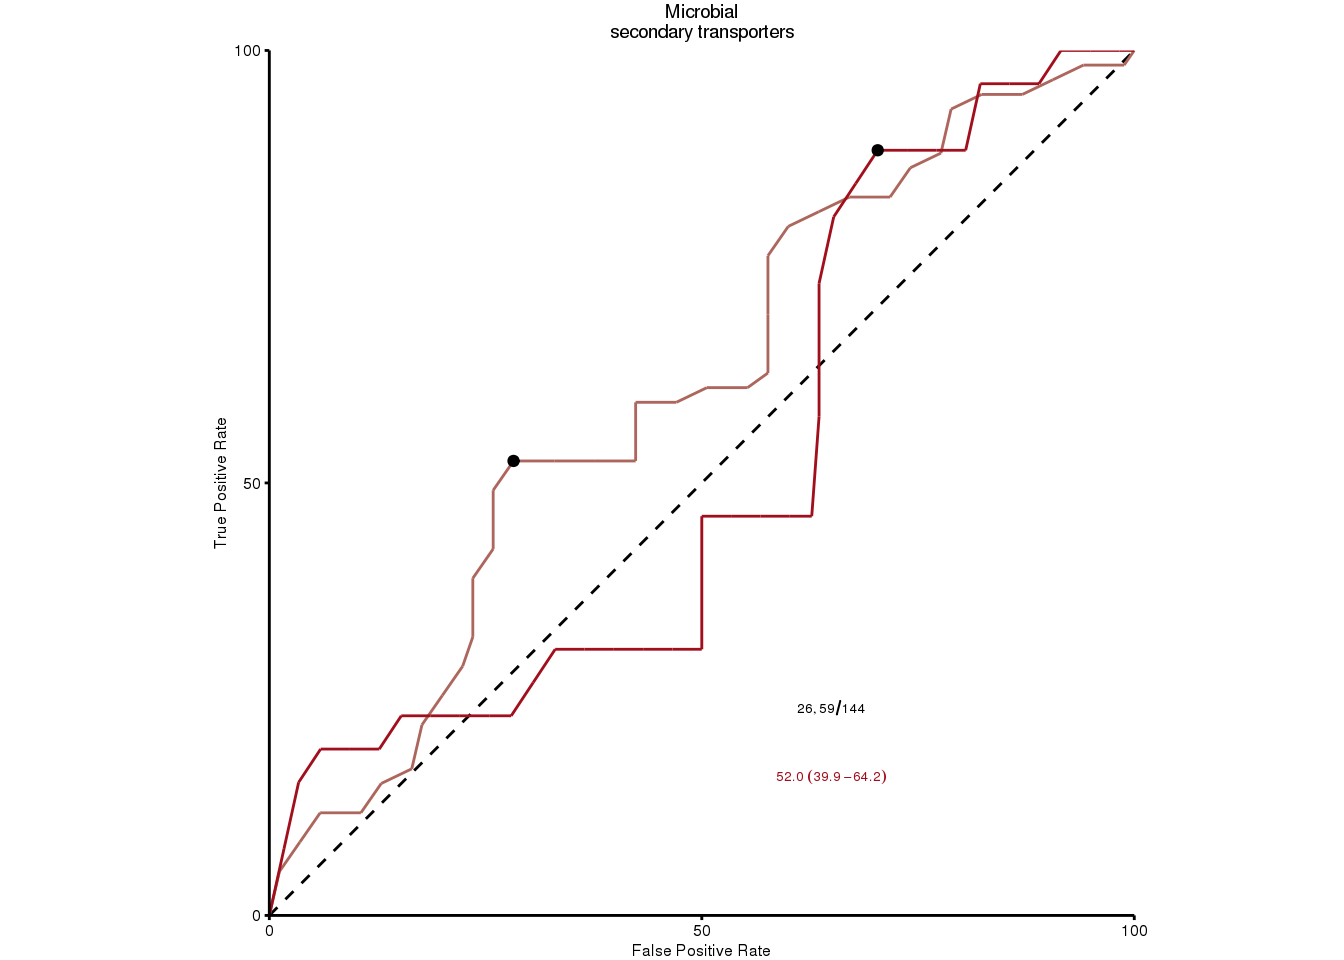 Microbial
secondary transporters
100
50
0
True Positive Rate
26, 59/144
52.0 (39.9–64.2)
0 50 100
False Positive Rate